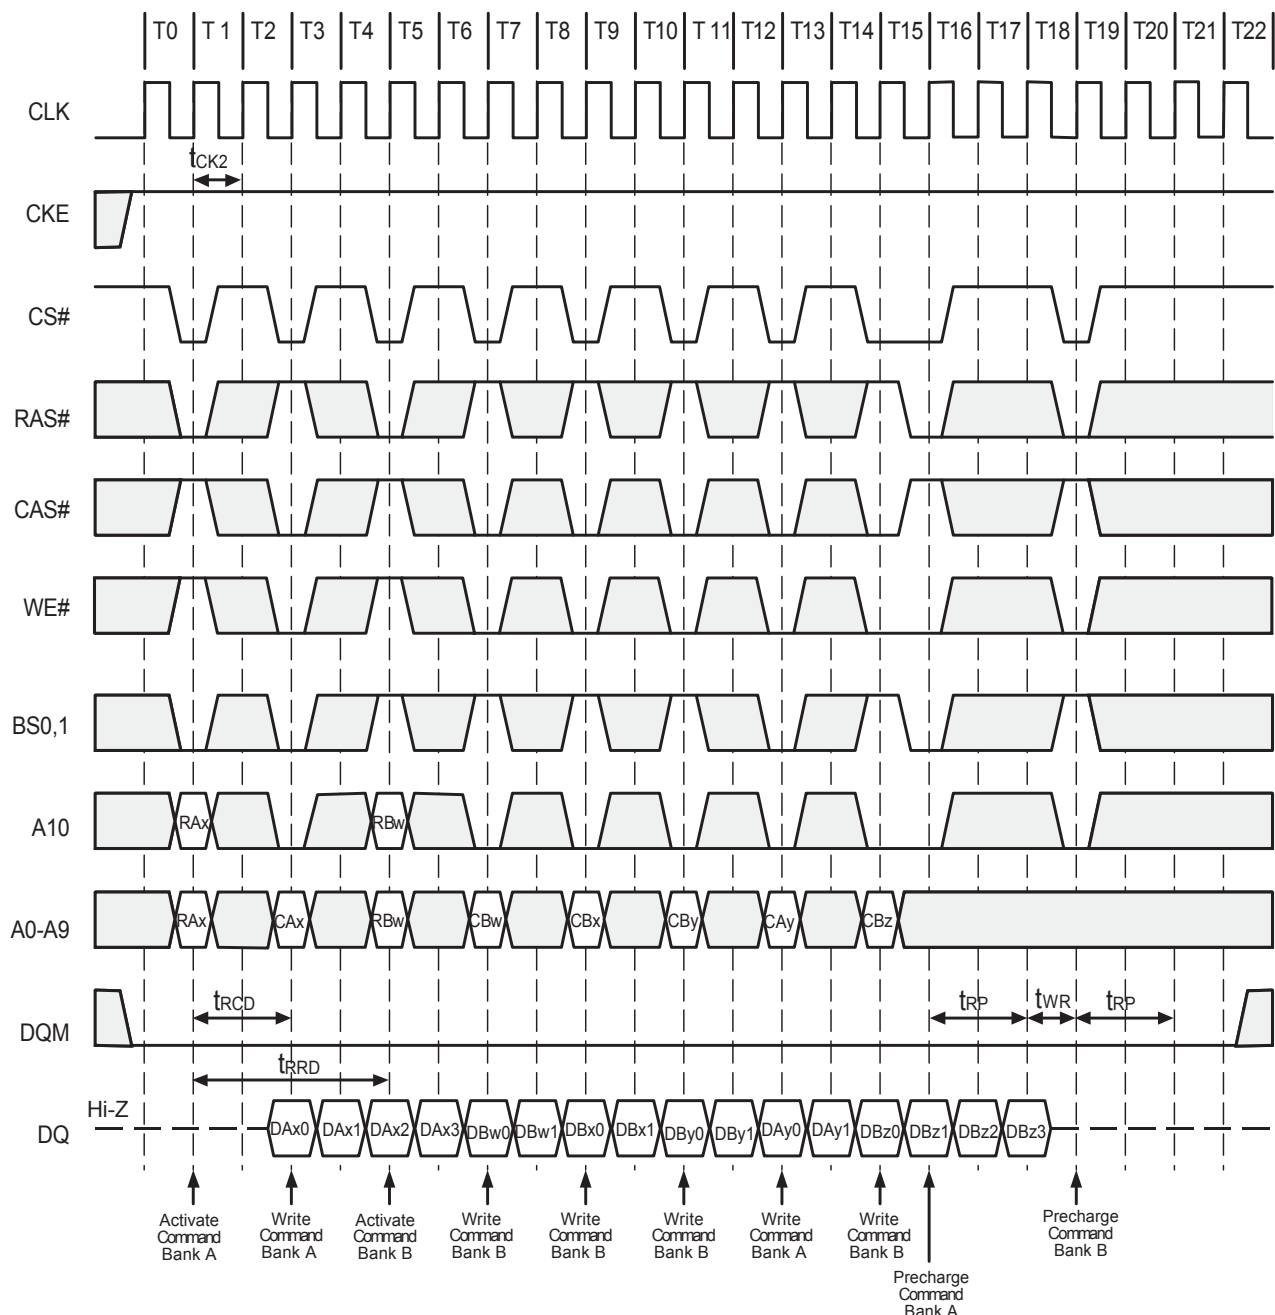 T0 T 1 T2 T3 T4 T5 T6 T7 T8 T9 T10 T 11 T12 T13 T14 T15 T16 T17 T18 T19 T20 T21 T22
CLK
tCK2
CKE
CS#
RAS#
CAS#
WE#
BS0,1
A10
RAx RBw
A0-A9
RAx CAx RBw CBw CBx CBy CAy CBz
DQM
tRCD tRP tWR tRP
tRRD
Hi-Z
DQ
DAx0 DAx1 DAx2 DAx3 DBw0 DBw1 DBx0 DBx1 DBy0 DBy1 DAy0 DAy1 DBz0 DBz1 DBz2 DBz3
Activate
Command
Bank A
Write
Command
Bank A
Activate
Command
Bank B
Write
Command
Bank B
Write
Command
Bank B
Write
Command
Bank B
Write
Command
Bank A
Write
Command
Bank B
Precharge
Command
Bank A
Precharge
Command
Bank B